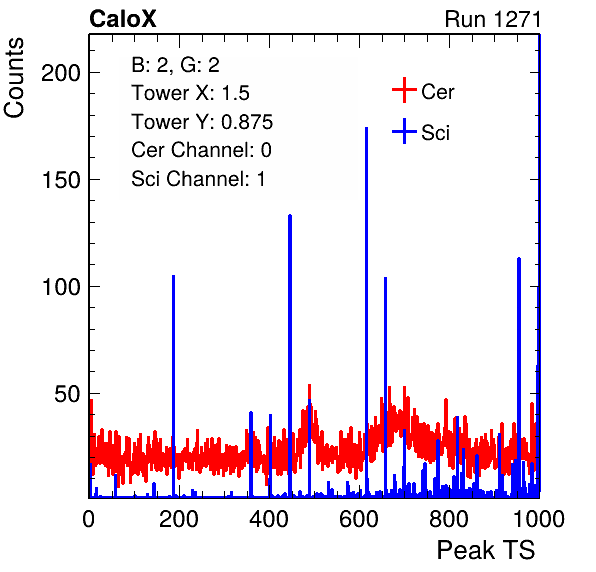 CaloX Run 1271
Counts
B: 2, G: 2
Tower X: 1.5
Tower Y: 0.875
Cer Channel: 0
Sci Channel: 1
Cer
Sci
200
150
100
50
0 200 400 600 800 1000
Peak TS